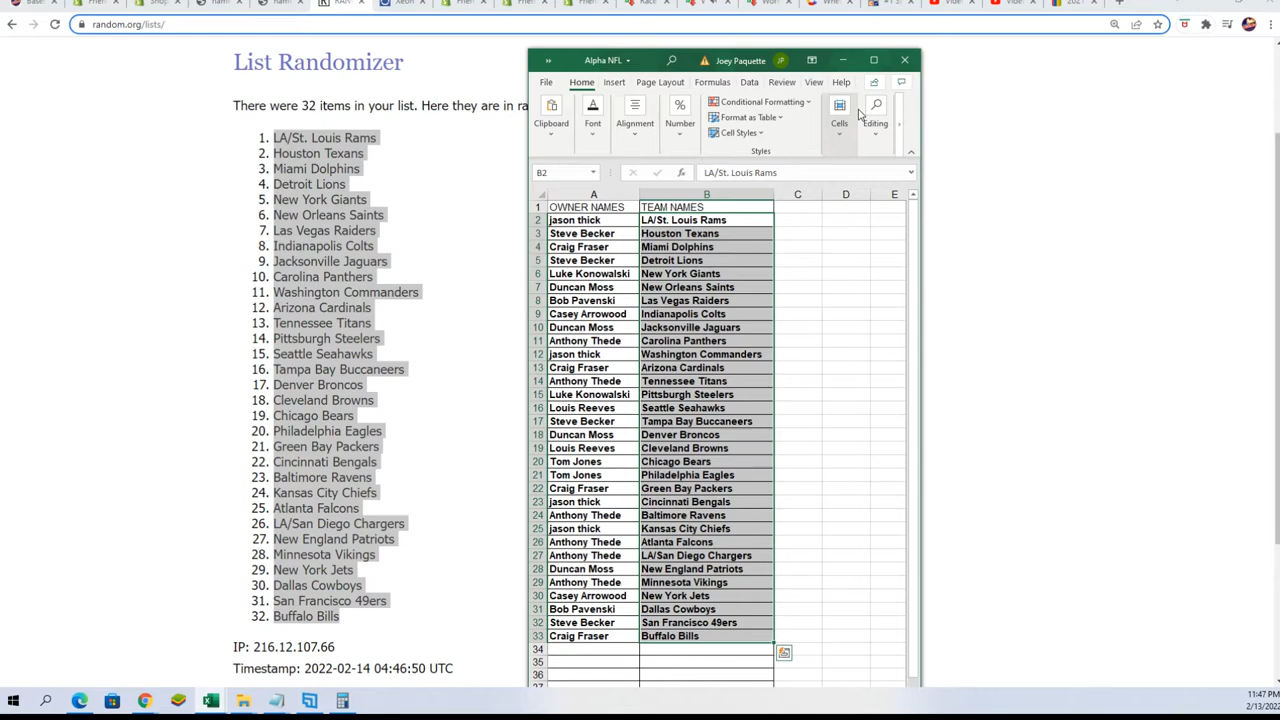 Shop
Xeon
random.org/lists/
List Randomizer
There were 32 items in your list. Here they are in ra
1. LA/St. Louis Rams
2. Houston Texans
3. Miami Dolphins
4. Detroit Lions
5. New York Giants
6. New Orleans Saints
7. Las Vegas Raiders
8. Indianapolis Colts
9. Jacksonville Jaguars
10. Carolina Panthers
11. Washington Commanders
12. Arizona Cardinals
13. Tennessee Titans
14. Pittsburgh Steelers
15. Seattle Seahawks
16. Tampa Bay Buccaneers
17. Denver Broncos
18. Cleveland Browns
19. Chicago Bears
20. Philadelphia Eagles
21. Green Bay Packers
22. Cincinnati Bengals
23. Baltimore Ravens
24. Kansas City Chiefs
25. Atlanta Falcons
26. LA/San Diego Chargers
27. New England Patriots
28. Minnesota Vikings
29. New York Jets
30. Dallas Cowboys
31. San Francisco 49ers
32. Buffalo Bills
IP: 216.12.107.66
Timestamp: 2022-02-14 04:46:50 UTC
Alpha NFL
Joey Paquette JP
File Home Insert Page Layout Formulas Data Review View Help
Clipboard Font Alignment Number
Conditional Formatting
Format as Table
Cell Styles
Styles
Cells Editing
B2 LA/St. Louis Rams
A B C D E
1 OWNER NAMES TEAM NAMES
2 jason thick LA/St. Louis Rams
3 Steve Becker Houston Texans
4 Craig Fraser Miami Dolphins
5 Steve Becker Detroit Lions
6 Luke Konowalski New York Giants
7 Duncan Moss New Orleans Saints
8 Bob Pavenski Las Vegas Raiders
9 Casey Arrowood Indianapolis Colts
10 Duncan Moss Jacksonville Jaguars
11 Anthony Thede Carolina Panthers
12 jason thick Washington Commanders
13 Craig Fraser Arizona Cardinals
14 Anthony Thede Tennessee Titans
15 Luke Konowalski Pittsburgh Steelers
16 Louis Reeves Seattle Seahawks
17 Steve Becker Tampa Bay Buccaneers
18 Duncan Moss Denver Broncos
19 Louis Reeves Cleveland Browns
20 Tom Jones Chicago Bears
21 Tom Jones Philadelphia Eagles
22 Craig Fraser Green Bay Packers
23 jason thick Cincinnati Bengals
24 Anthony Thede Baltimore Ravens
25 jason thick Kansas City Chiefs
26 Anthony Thede Atlanta Falcons
27 Anthony Thede LA/San Diego Chargers
28 Duncan Moss New England Patriots
29 Anthony Thede Minnesota Vikings
30 Casey Arrowood New York Jets
31 Bob Pavenski Dallas Cowboys
32 Steve Becker San Francisco 49ers
33 Craig Fraser Buffalo Bills
34
35
36
11:47 PM
2/13/2022